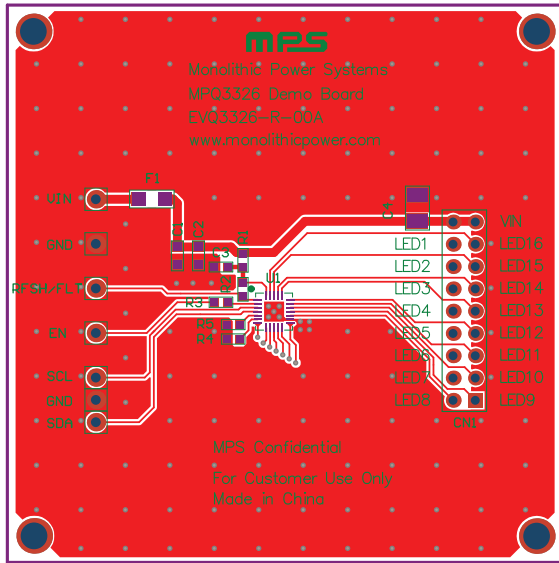 MPS
Monolithic Power Systems
MPQ3326 Demo Board
EVQ3326-R-00A
www.monolithicpower.com
F1
VIN
C4
VIN
GND
C1
C2
R1
LED1
LED16
C3
LED2
LED15
U1
RFSH/FLT
R2
LED3
LED14
R3
LED4
LED13
EN
R5
LED5
LED12
R4
LED6
LED11
SCL
LED7
LED10
GND
LED8
LED9
SDA
CN1
MPS Confidential
For Customer Use Only
Made in China